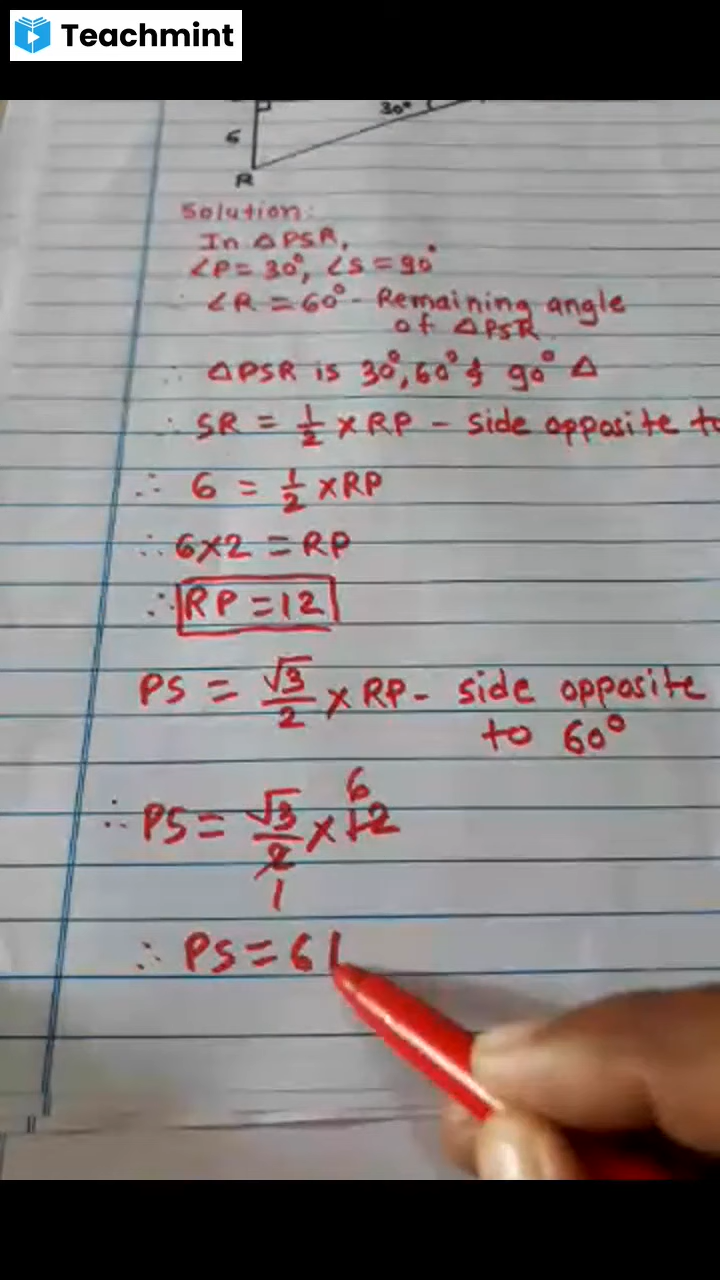 Teachmint
30°
6
R
Solution:
In △PSR,
∠P = 30°, ∠S = 90°
∴ ∠R = 60° - Remaining angle
of △PSR
∴ △PSR is 30°, 60° & 90° △
∴ SR = 1/2 × RP - side opposite to
∴ 6 = 1/2 × RP
∴ 6×2 = RP
∴ RP = 12
PS = √3/2 × RP - side opposite
to 60°
6
∴ PS = √3/2 × 12
1
∴ PS = 6